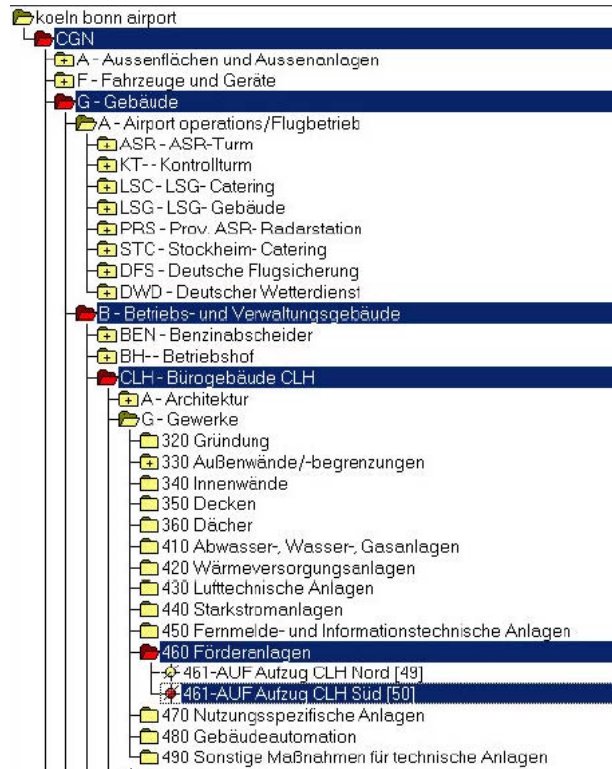 koeln bonn airport
CGN
A - Aussenflächen und Aussenanlagen
F - Fahrzeuge und Geräte
G - Gebäude
A - Airport operations/Flugbetrieb
ASR - ASR-Turm
KT-- Kontrollturm
LSC - LSG- Catering
LSG - LSG- Gebäude
PRS - Prov. ASR- Radarstation
STC - Stockheim- Catering
DFS - Deutsche Flugsicherung
DWD - Deutscher Wetterdienst
B - Betriebs- und Verwaltungsgebäude
BEN - Benzinabscheider
BH-- Betriebshof
CLH - Bürogebäude CLH
A - Architektur
G - Gewerke
320 Gründung
330 Außenwände/-begrenzungen
340 Innenwände
350 Decken
360 Dächer
410 Abwasser-, Wasser-, Gasanlagen
420 Wärmeversorgungsanlagen
430 Lufttechnische Anlagen
440 Starkstromanlagen
450 Fernmelde- und Informationstechnische Anlagen
460 Förderanlagen
461-AUF Aufzug CLH Nord [49]
461-AUF Aufzug CLH Süd [50]
470 Nutzungsspezifische Anlagen
480 Gebäudeautomation
490 Sonstige Maßnahmen für technische Anlagen